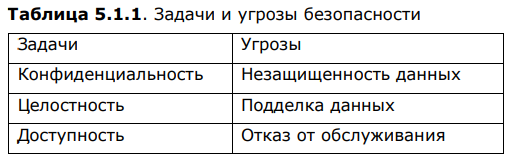 Таблица 5.1.1. Задачи и угрозы безопасности
Задачи Угрозы
Конфиденциальность Незащищенность данных
Целостность Подделка данных
Доступность Отказ от обслуживания